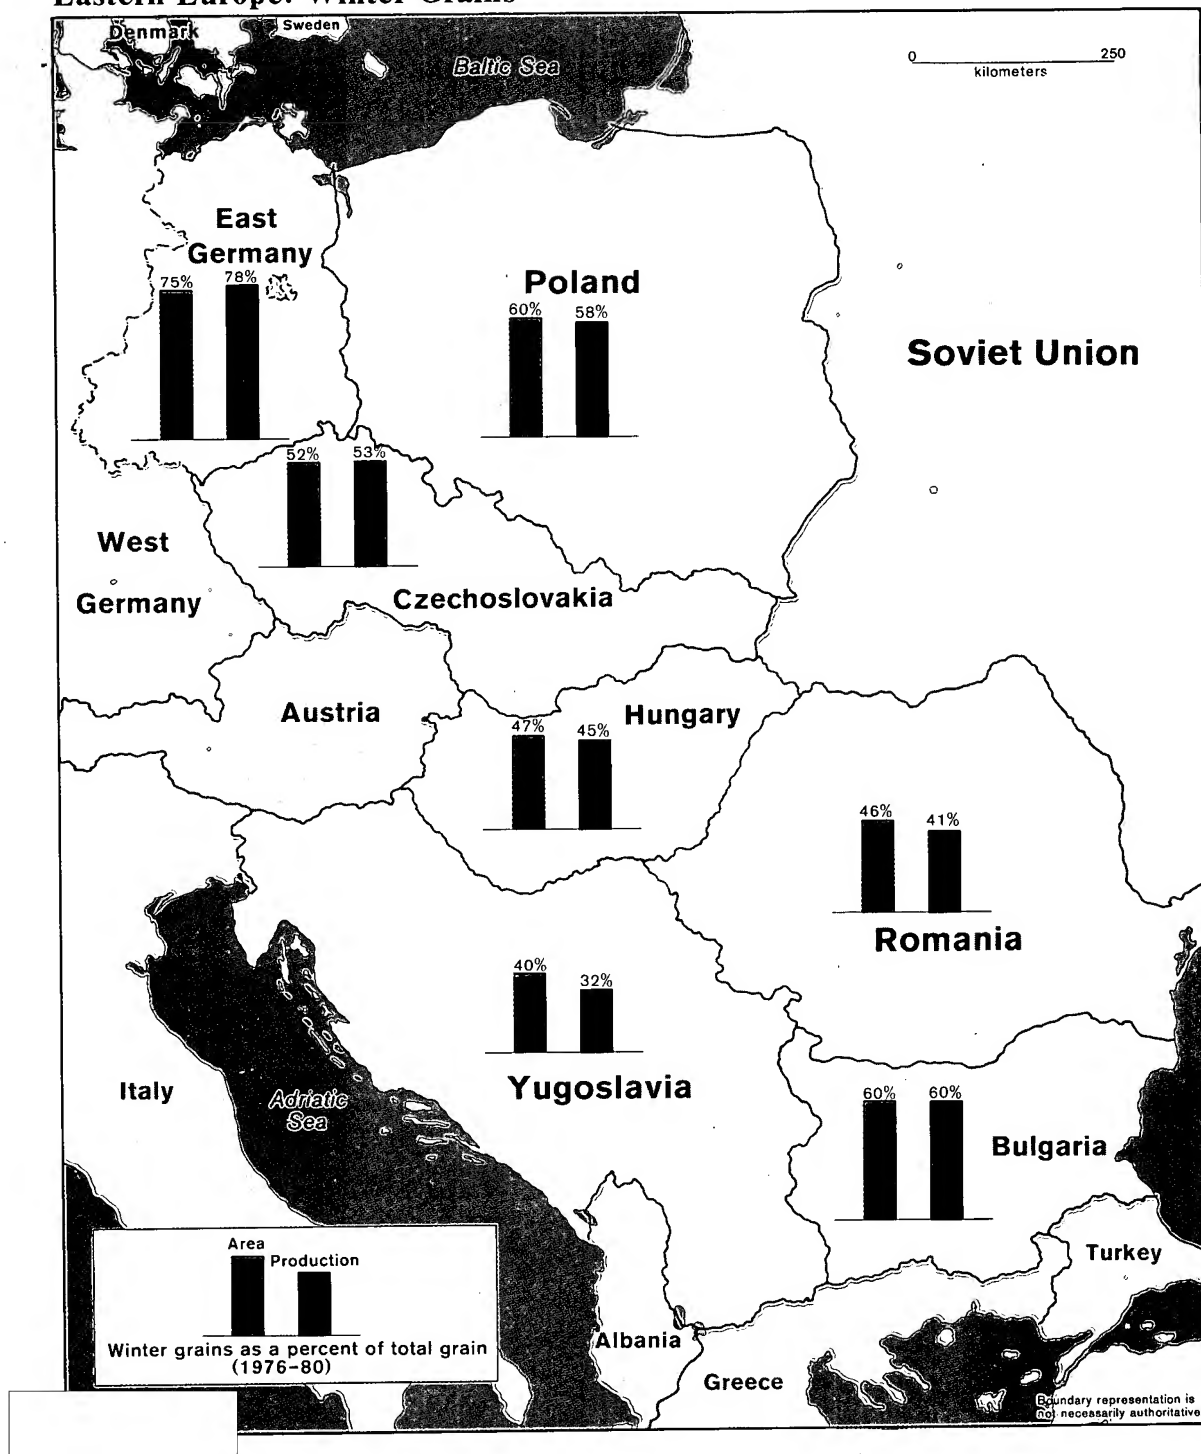 Eastern Europe: Winter Grains
Denmark
Sweden
Baltic Sea
0 250
kilometers
East
Germany
75% 78%
Poland
60% 58%
Soviet Union
52% 53%
West
Germany
Czechoslovakia
Austria
Hungary
47% 45%
46% 41%
Romania
40% 32%
Yugoslavia
Italy
Adriatic
Sea
60% 60%
Bulgaria
Turkey
Area
Production
Winter grains as a percent of total grain
(1976-80)
Albania
Greece
Boundary representation is
not necessarily authoritative